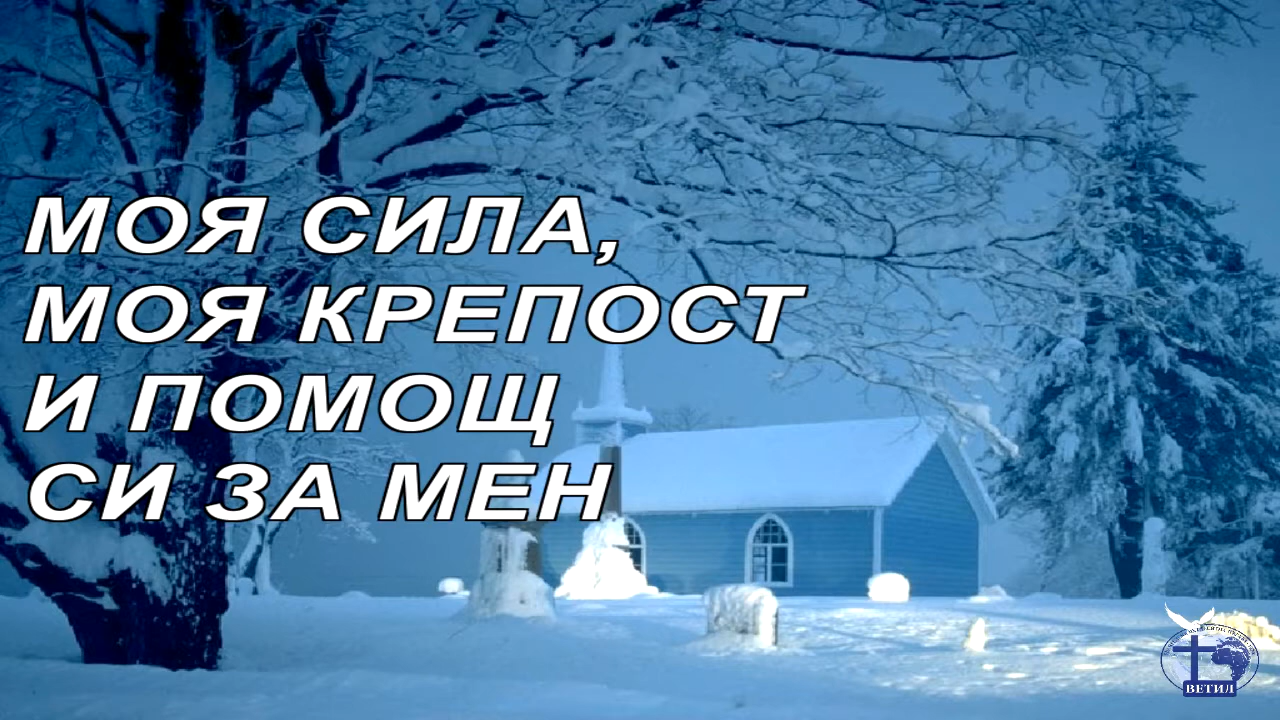 МОЯ СИЛА,
МОЯ КРЕПОСТ
И ПОМОЩ
СИ ЗА МЕН
ВЕТИЛ